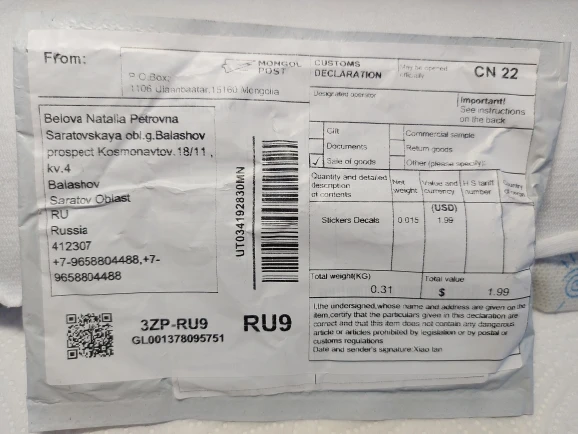 From:
MONGOL
POST
P.O.Box:
1106 Ulaanbaatar,15160 Mongolia
CUSTOMS
DECLARATION
May be opened
officially
CN 22
Designated operator
Important!
See instructions
on the back
Gift
Commercial sample
Documents
Return goods
✓
Sale of goods
Other (please specify):
Quantity and detailed
description
of contents
Net
weight
Value and
currency
H S tariff
number
Country
(USD)
Stickers Decals
0.015
1.99
Total weight(KG)
Total value
0.31
$
1.99
I,the undersigned,whose name and address are given on the
item,certify that the particulars given in this declaration are
correct and that this item does not contain any dangerous
article or articles prohibited by legislation or by postal or
customs regulations
Date and sender's signature:Xiao lan
Belova Natalia Petrovna
Saratovskaya obl.g.Balashov
prospect Kosmonavtov.18/11 ,
kv.4
Balashov
Saratov Oblast
RU
Russia
412307
+7-9658804488,+7-
9658804488
UT034192830MN
3ZP-RU9
GL001378095751
RU9